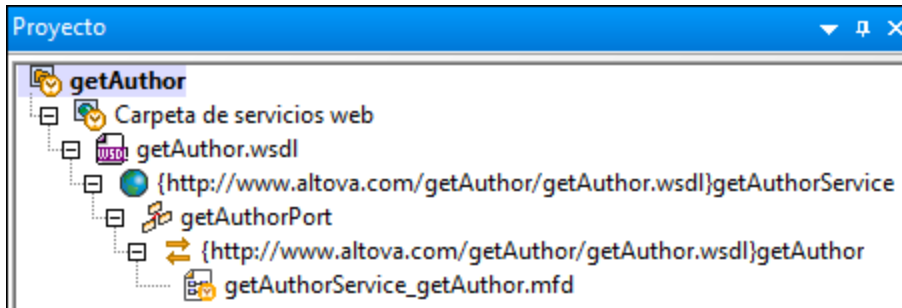 Proyecto
getAuthor
Carpeta de servicios web
WSDL
getAuthor.wsdl
{http://www.altova.com/getAuthor/getAuthor.wsdl}getAuthorService
getAuthorPort
{http://www.altova.com/getAuthor/getAuthor.wsdl}getAuthor
getAuthorService_getAuthor.mfd